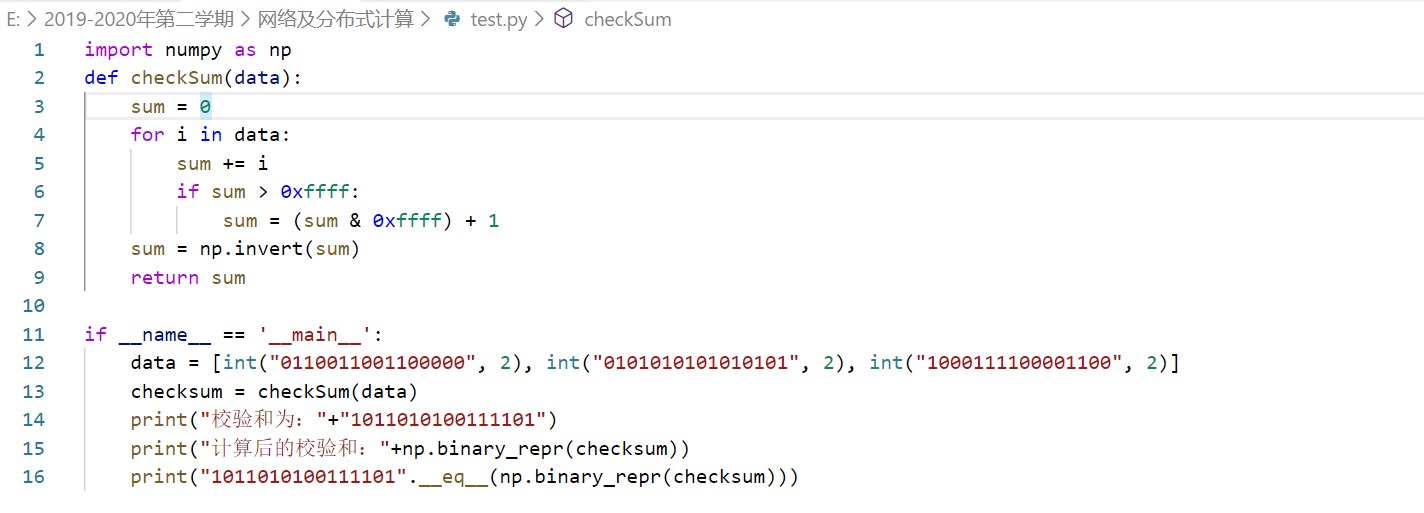 E: > 2019-2020年第二学期 > 网络及分布式计算 > test.py > checkSum
1 import numpy as np
2 def checkSum(data):
3     sum = 0
4     for i in data:
5         sum += i
6         if sum > 0xffff:
7             sum = (sum & 0xffff) + 1
8     sum = np.invert(sum)
9     return sum
10
11 if __name__ == '__main__':
12     data = [int("0110011001100000", 2), int("0101010101010101", 2), int("1000111100001100", 2)]
13     checksum = checkSum(data)
14     print("校验和为："+"1011010100111101")
15     print("计算后的校验和："+np.binary_repr(checksum))
16     print("1011010100111101".__eq__(np.binary_repr(checksum)))